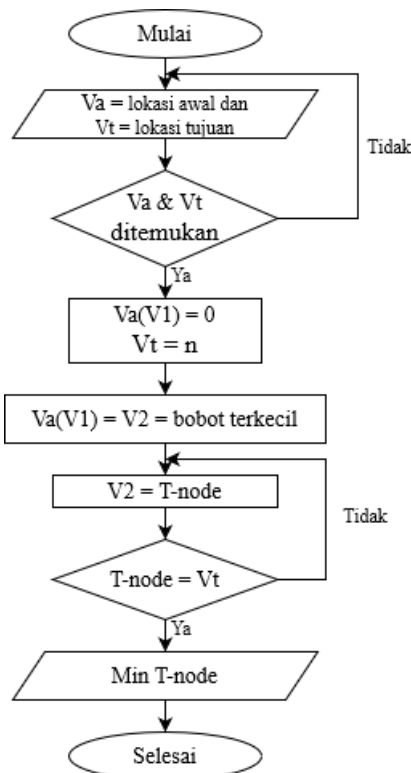 Mulai
Va = lokasi awal dan
Vt = lokasi tujuan
Tidak
Va & Vt
ditemukan
Ya
Va(V1) = 0
Vt = n
Va(V1) = V2 = bobot terkecil
V2 = T-node
Tidak
T-node = Vt
Ya
Min T-node
Selesai